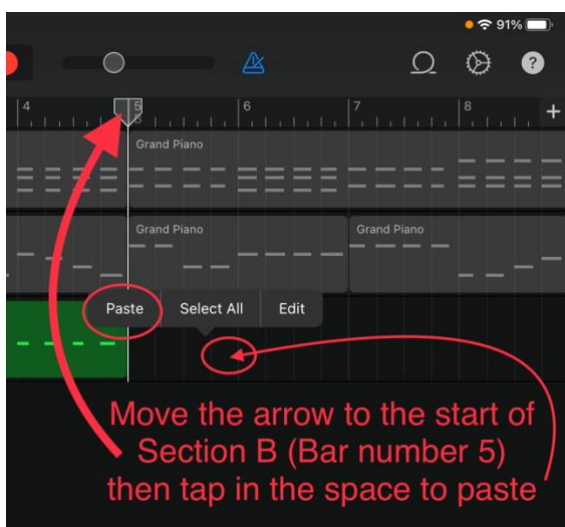 91%
?
4 5 6 7 8 +
B
Grand Piano
Grand Piano Grand Piano
Paste Select All Edit
Move the arrow to the start of
Section B (Bar number 5)
then tap in the space to paste